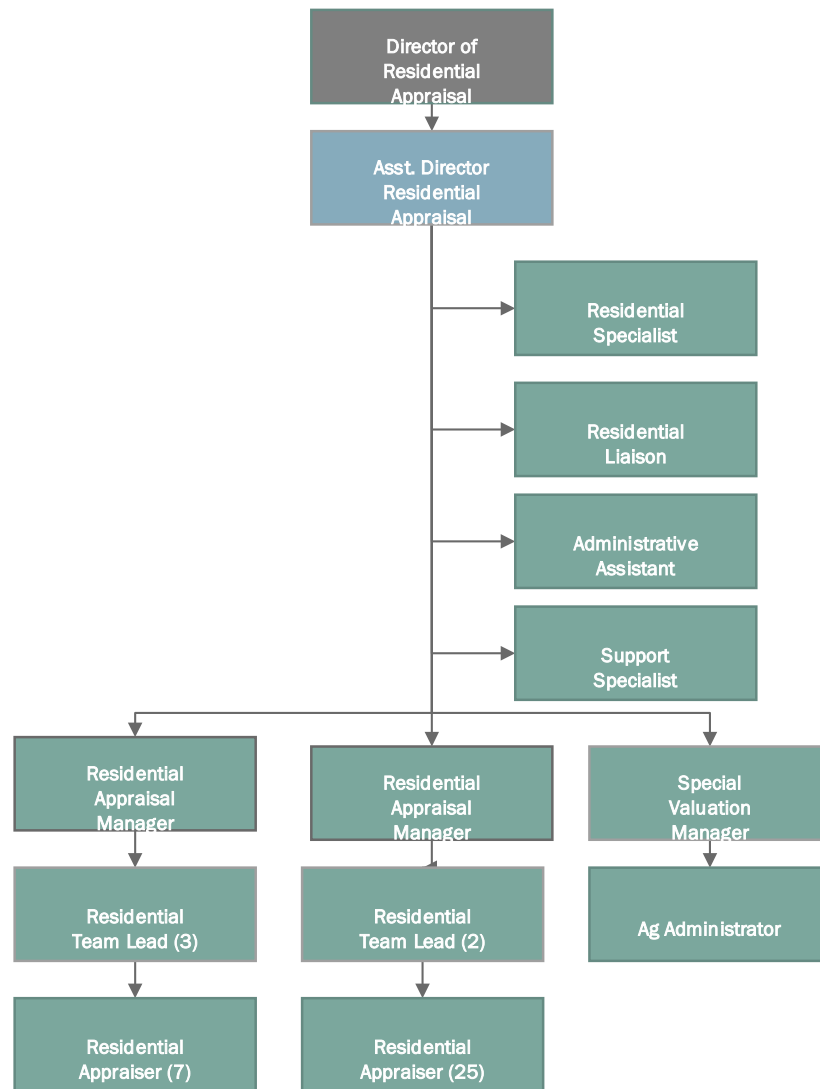 Director of
Residential
Appraisal
Asst. Director
Residential
Appraisal
Residential
Specialist
Residential
Liaison
Administrative
Assistant
Support
Specialist
Residential
Appraisal
Manager
Residential
Appraisal
Manager
Special
Valuation
Manager
Residential
Team Lead (3)
Residential
Team Lead (2)
Ag Administrator
Residential
Appraiser (7)
Residential
Appraiser (25)